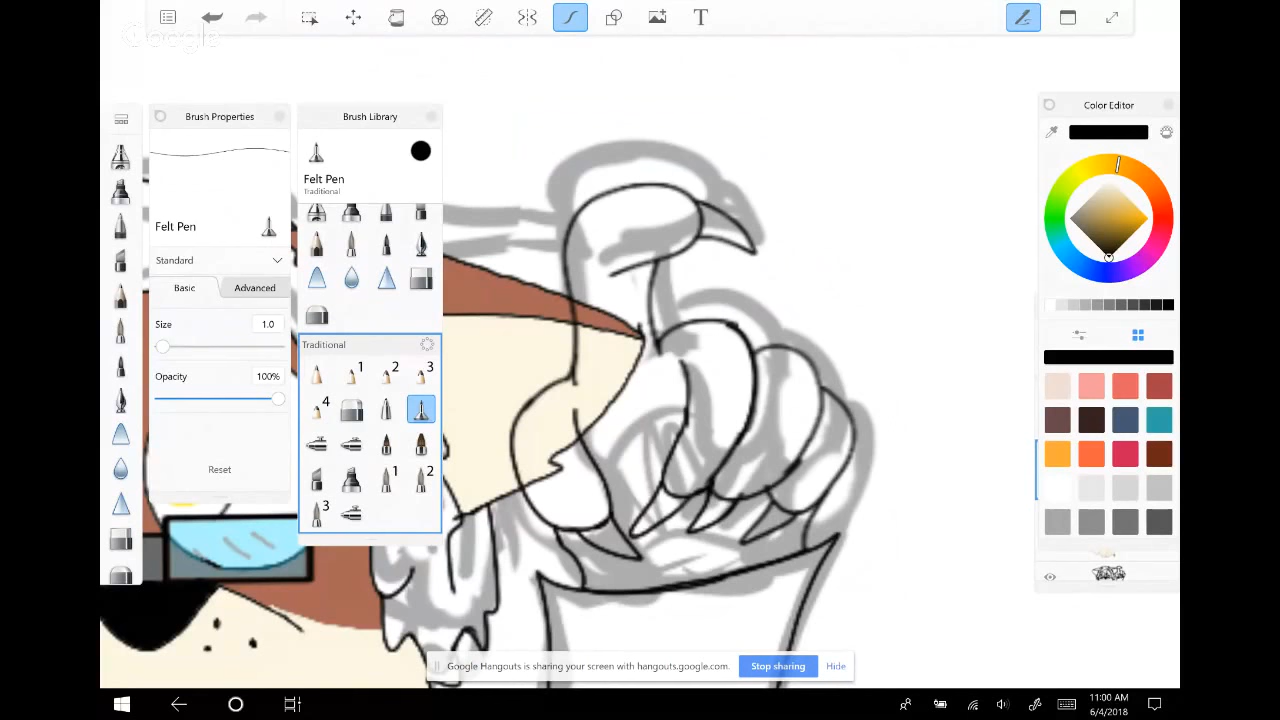 T
Google
Brush Properties
Brush Library
Color Editor
Felt Pen
Traditional
Felt Pen
Standard
Basic
Advanced
Size
1.0
Traditional
Opacity
100%
1
2
3
4
1
2
3
Reset
Google Hangouts is sharing your screen with hangouts.google.com.
Stop sharing
Hide
11:00 AM
6/4/2018